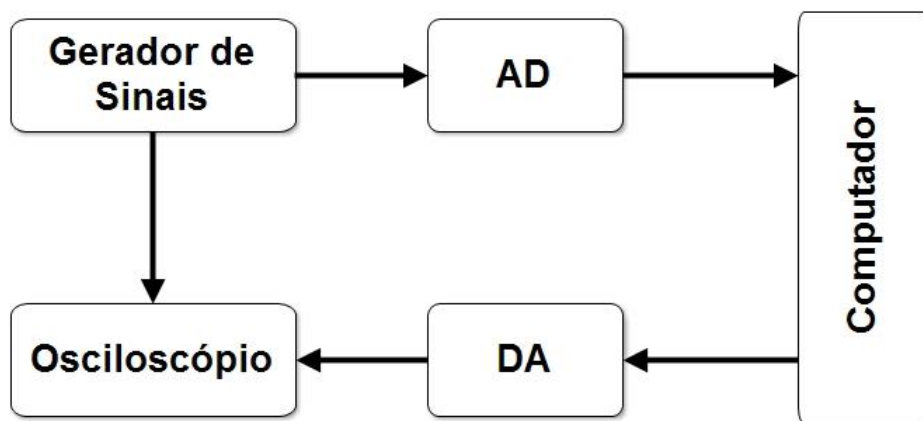 Gerador de
Sinais
AD
Computador
Osciloscópio
DA